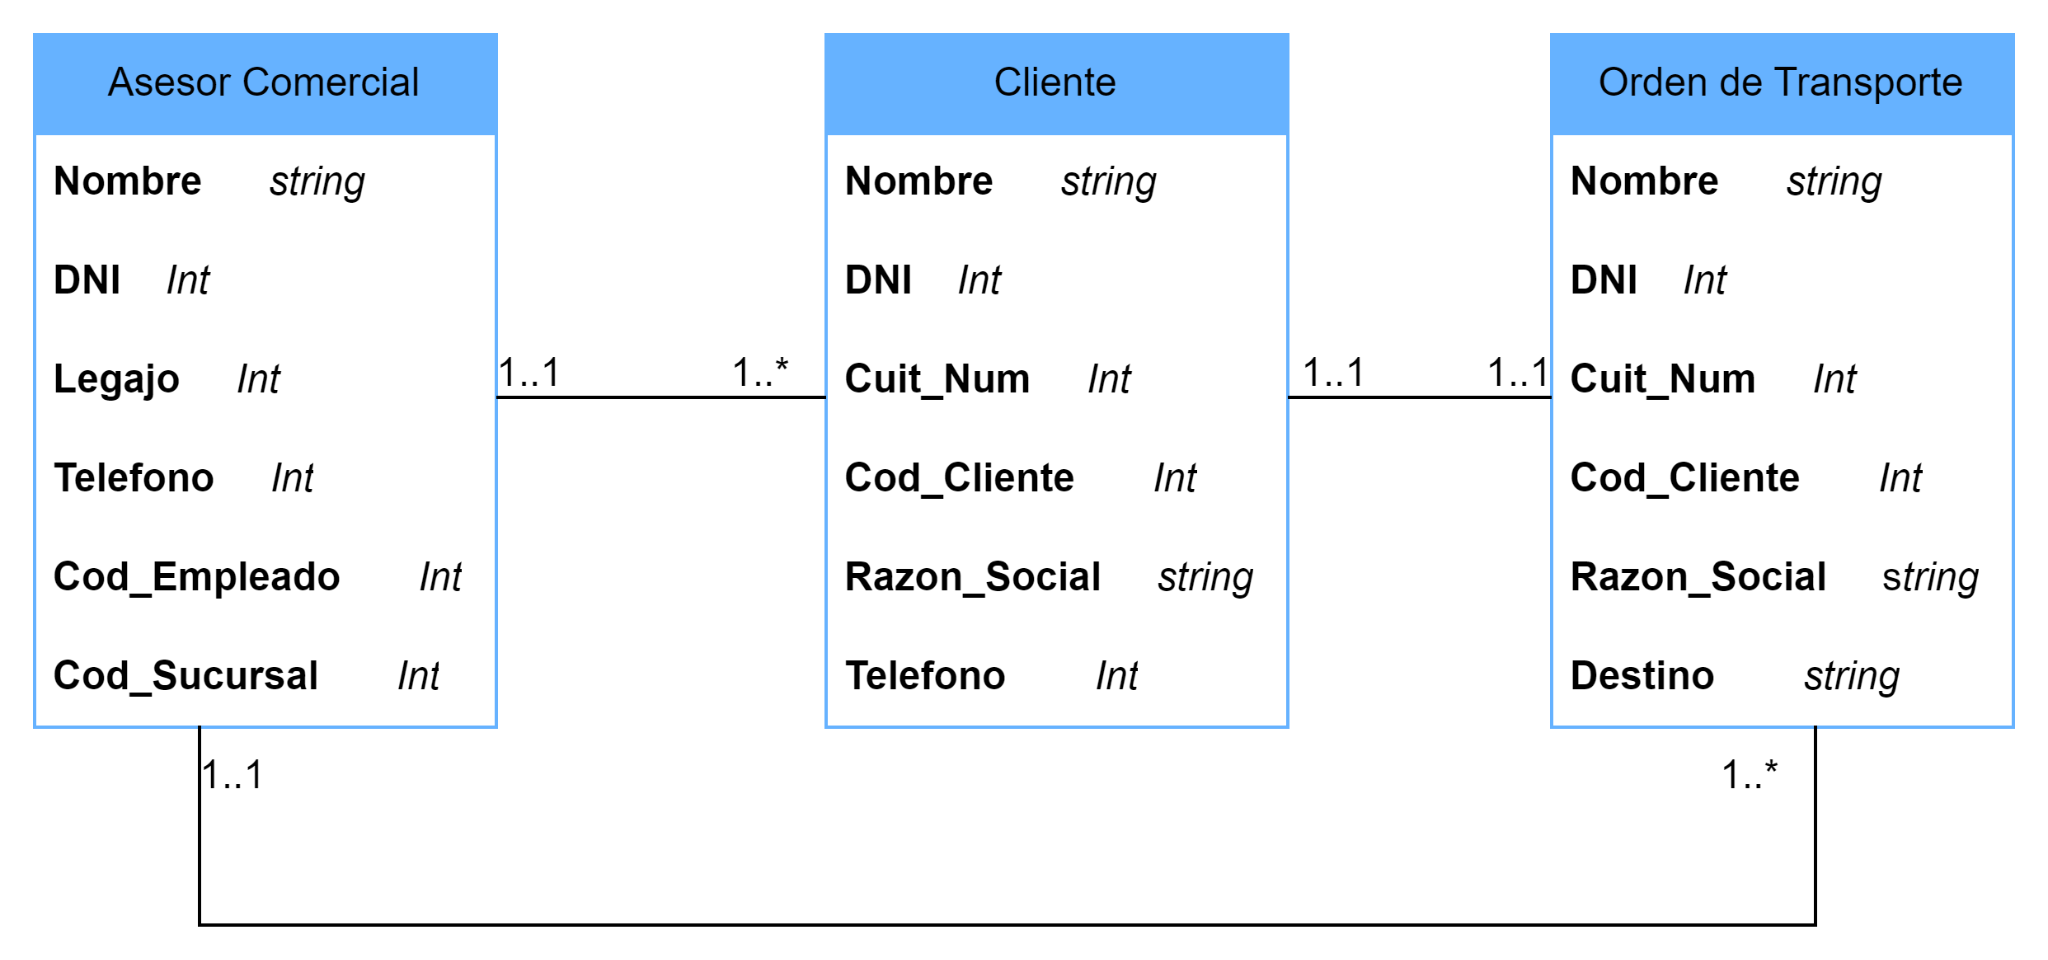 Asesor Comercial
Nombre string
DNI Int
Legajo Int
Telefono Int
Cod_Empleado Int
Cod_Sucursal Int
1..1
1..*
Cliente
Nombre string
DNI Int
Cuit_Num Int
Cod_Cliente Int
Razon_Social string
Telefono Int
1..1
1..1
Orden de Transporte
Nombre string
DNI Int
Cuit_Num Int
Cod_Cliente Int
Razon_Social string
Destino string
1..1
1..*